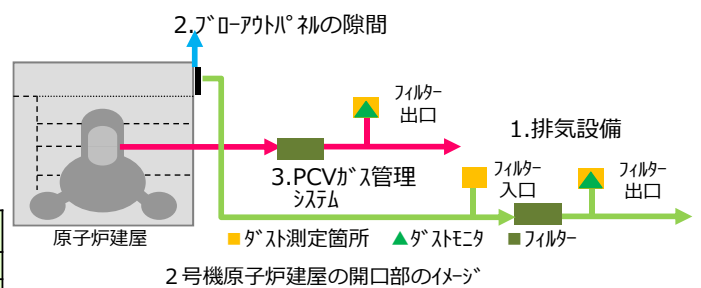 2.ﾌﾞﾛｰｱｳﾄﾊﾟﾈﾙの隙間
ﾌｨﾙﾀｰ
出口
1.排気設備
3.PCVｶﾞｽ管理
ｼｽﾃﾑ
ﾌｨﾙﾀｰ
入口
ﾌｨﾙﾀｰ
出口
原子炉建屋
■ﾀﾞｽﾄ測定箇所 ▲ﾀﾞｽﾄﾓﾆﾀ ■ﾌｨﾙﾀｰ
２号機原子炉建屋の開口部のｲﾒｰｼﾞ